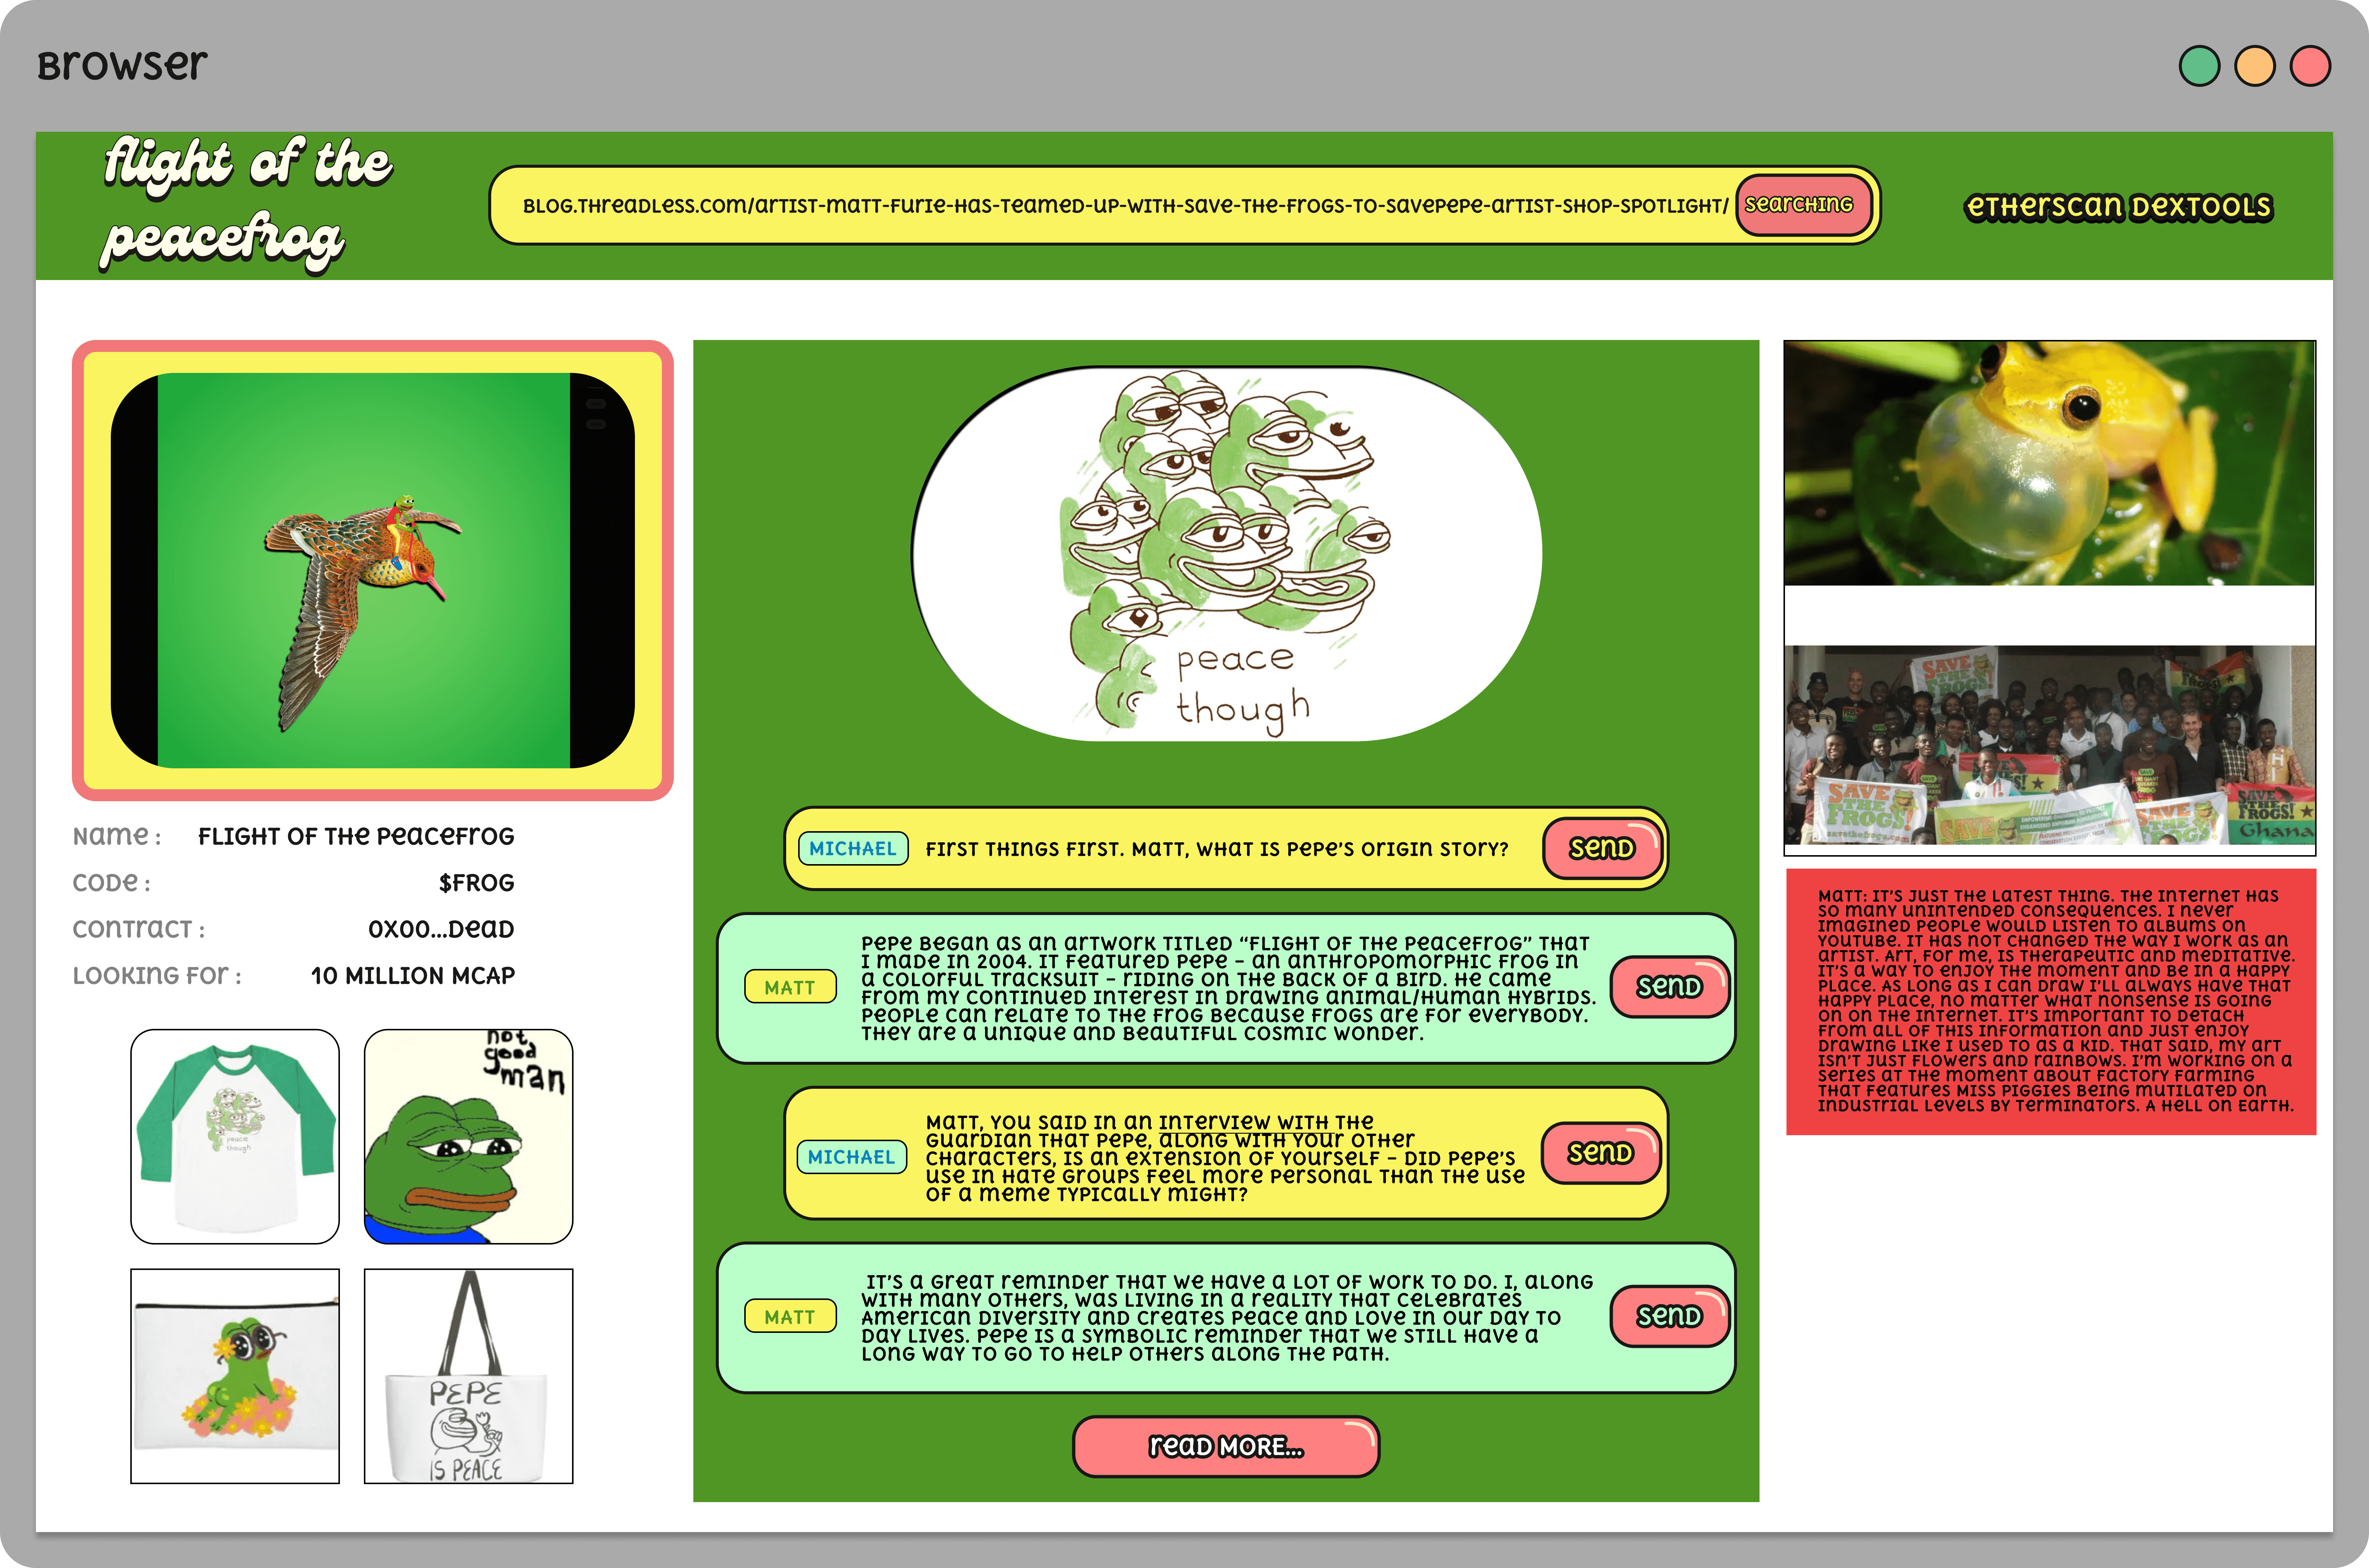 Browser
flight of the
peacefrog
BLOG.THREADLESS.COM/ARTIST-MATT-FURIE-HAS-TEAMED-UP-WITH-SAVE-THE-FROGS-TO-SAVEPEPE-ARTIST-SHOP-SPOTLIGHT/
SEARCHING
ETHERSCAN DEXTOOLS
peace
though
NAME : FLIGHT OF THE PEACEFROG
CODE : $FROG
CONTRACT : 0X00...DEAD
LOOKING FOR : 10 MILLION MCAP
peace
though
not,
good
man
PEPE
IS PEACE
MICHAEL
FIRST THINGS FIRST. MATT, WHAT IS PEPE'S ORIGIN STORY?
SEND
MATT
PEPE BEGAN AS AN ARTWORK TITLED “FLIGHT OF THE PEACEFROG” THAT
I MADE IN 2004. IT FEATURED PEPE – AN ANTHROPOMORPHIC FROG IN
A COLORFUL TRACKSUIT – RIDING ON THE BACK OF A BIRD. HE CAME
FROM MY CONTINUED INTEREST IN DRAWING ANIMAL/HUMAN HYBRIDS.
PEOPLE CAN RELATE TO THE FROG BECAUSE FROGS ARE FOR EVERYBODY.
THEY ARE A UNIQUE AND BEAUTIFUL COSMIC WONDER.
SEND
MICHAEL
MATT, YOU SAID IN AN INTERVIEW WITH THE
GUARDIAN THAT PEPE, ALONG WITH YOUR OTHER
CHARACTERS, IS AN EXTENSION OF YOURSELF – DID PEPE'S
USE IN HATE GROUPS FEEL MORE PERSONAL THAN THE USE
OF A MEME TYPICALLY MIGHT?
SEND
MATT
IT'S A GREAT REMINDER THAT WE HAVE A LOT OF WORK TO DO. I, ALONG
WITH MANY OTHERS, WAS LIVING IN A REALITY THAT CELEBRATES
AMERICAN DIVERSITY AND CREATES PEACE AND LOVE IN OUR DAY TO
DAY LIVES. PEPE IS A SYMBOLIC REMINDER THAT WE STILL HAVE A
LONG WAY TO GO TO HELP OTHERS ALONG THE PATH.
SEND
READ MORE...
SAVE
THE
FROGS!
SAVE
THE
FROGS!
savethefrogs.com
SAVE
SAVE
THE
FROGS!
SAVE
THE
FROGS!
Ghana
MATT: IT'S JUST THE LATEST THING. THE INTERNET HAS
SO MANY UNINTENDED CONSEQUENCES. I NEVER
IMAGINED PEOPLE WOULD LISTEN TO ALBUMS ON
YOUTUBE. IT HAS NOT CHANGED THE WAY I WORK AS AN
ARTIST. ART, FOR ME, IS THERAPEUTIC AND MEDITATIVE.
IT'S A WAY TO ENJOY THE MOMENT AND BE IN A HAPPY
PLACE. AS LONG AS I CAN DRAW I'LL ALWAYS HAVE THAT
HAPPY PLACE, NO MATTER WHAT NONSENSE IS GOING
ON ON THE INTERNET. IT'S IMPORTANT TO DETACH
FROM ALL OF THIS INFORMATION AND JUST ENJOY
DRAWING LIKE I USED TO AS A KID. THAT SAID, MY ART
ISN'T JUST FLOWERS AND RAINBOWS. I'M WORKING ON A
SERIES AT THE MOMENT ABOUT FACTORY FARMING
THAT FEATURES MISS PIGGIES BEING MUTILATED ON
INDUSTRIAL LEVELS BY TERMINATORS. A HELL ON EARTH.